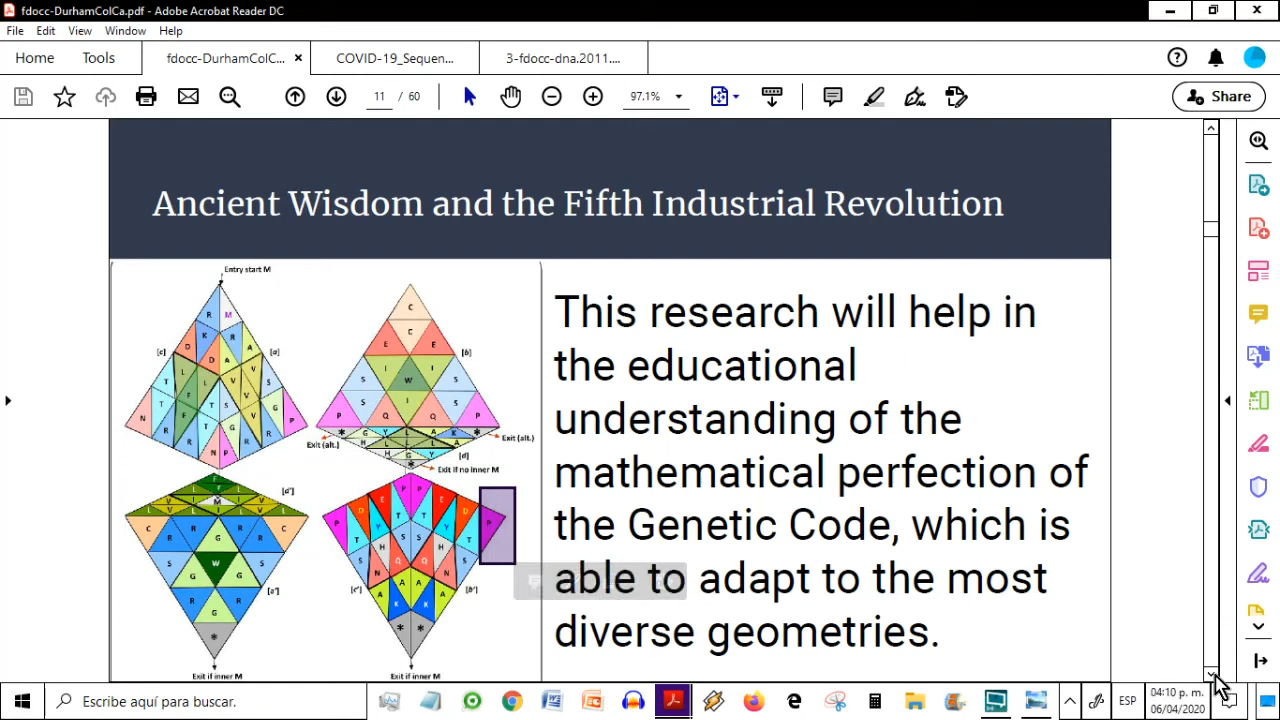 fdocc-DurhamColCa.pdf - Adobe Acrobat Reader DC
File Edit View Window Help
Home Tools fdocc-DurhamColC... × COVID-19_Sequen... 3-fdocc-dna.2011....
11 / 60 97.1% Share
Ancient Wisdom and the Fifth Industrial Revolution
Entry start M
[c] [a] [b]
Exit (alt.) Exit (alt.)
[d]
Exit if no inner M
[d']
[a'] [c'] [b']
Exit if inner M Exit if inner M
This research will help in
the educational
understanding of the
mathematical perfection of
the Genetic Code, which is
able to adapt to the most
diverse geometries.
Escribe aquí para buscar.
ESP
04:10 p. m.
06/04/2020